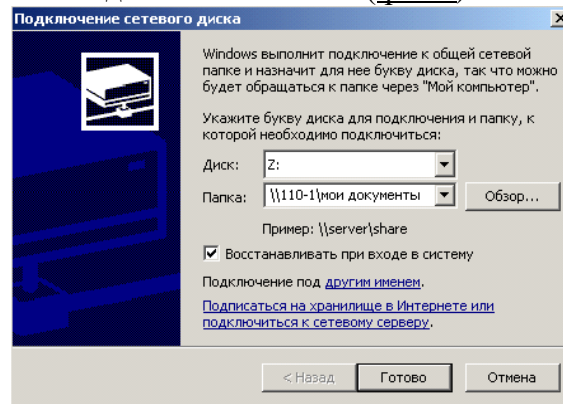 Подключение сетевого диска
Windows выполнит подключение к общей сетевой
папке и назначит для нее букву диска, так что можно
будет обращаться к папке через "Мой компьютер".
Укажите букву диска для подключения и папку, к
которой необходимо подключиться:
Диск: Z:
Папка: \\110-1\мои документы Обзор...
Пример: \\server\share
Восстанавливать при входе в систему
Подключение под другим именем.
Подписаться на хранилище в Интернете или
подключиться к сетевому серверу.
< Назад Готово Отмена